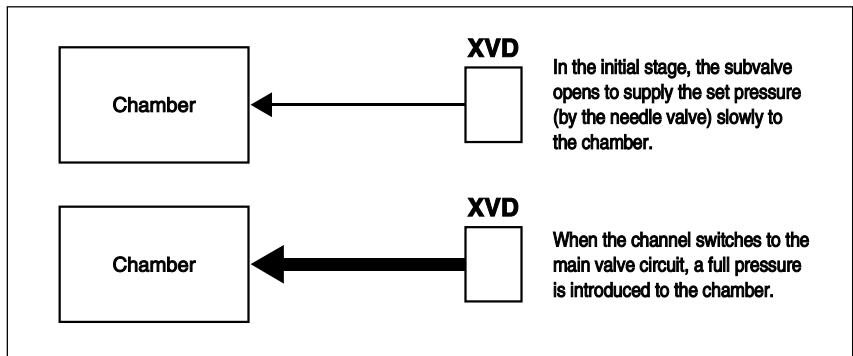 XVD
Chamber
In the initial stage, the subvalve
opens to supply the set pressure
(by the needle valve) slowly to
the chamber.
XVD
Chamber
When the channel switches to the
main valve circuit, a full pressure
is introduced to the chamber.